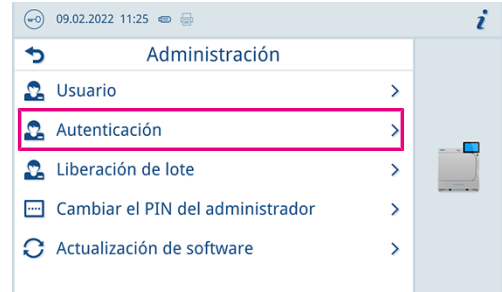 09.02.2022 11:25
Administración
Usuario
Autenticación
Liberación de lote
Cambiar el PIN del administrador
Actualización de software